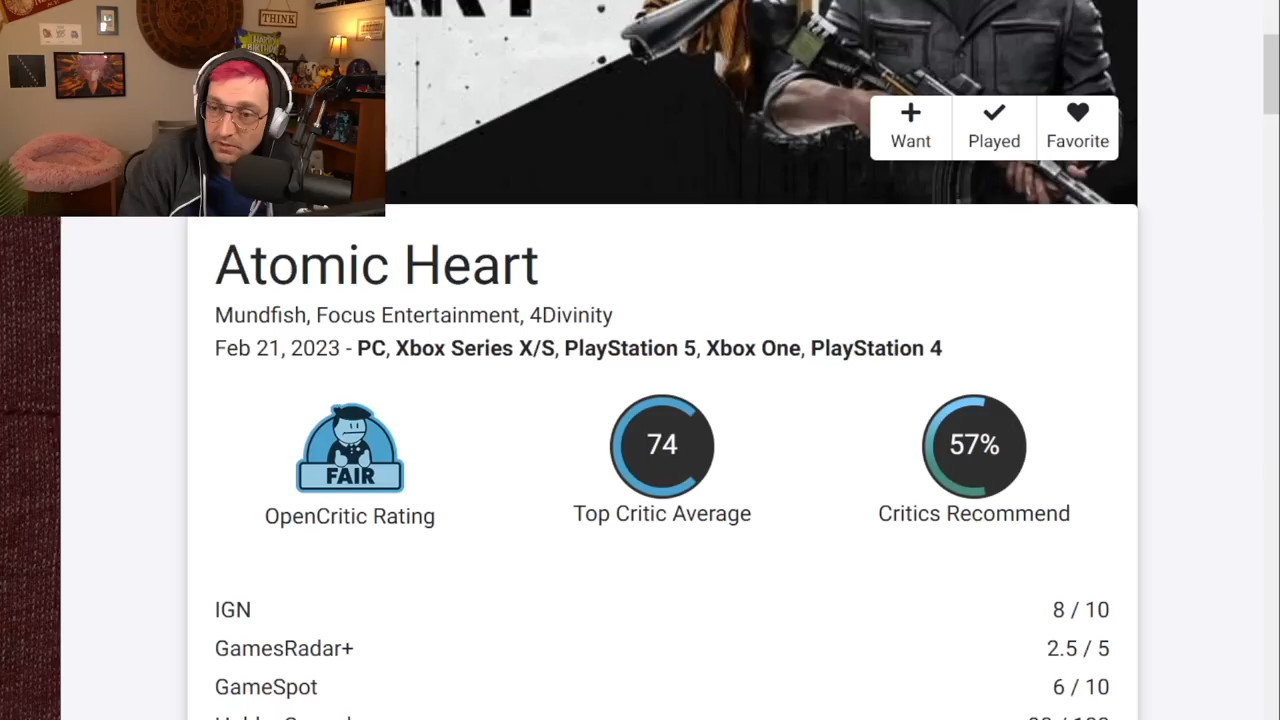 THINK
HAPPY
BIRTHDAY
Want
Played
Favorite
Atomic Heart
Mundfish, Focus Entertainment, 4Divinity
Feb 21, 2023 - PC, Xbox Series X/S, PlayStation 5, Xbox One, PlayStation 4
FAIR
74
57%
OpenCritic Rating
Top Critic Average
Critics Recommend
IGN 8 / 10
GamesRadar+ 2.5 / 5
GameSpot 6 / 10